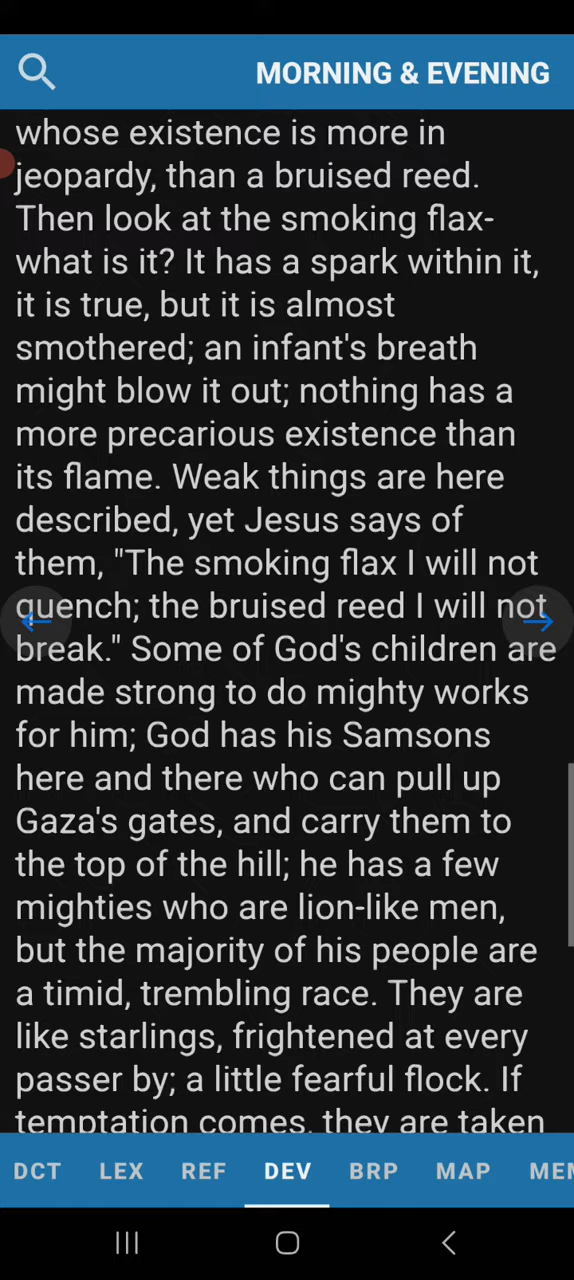 MORNING & EVENING
whose existence is more in
jeopardy, than a bruised reed.
Then look at the smoking flax-
what is it? It has a spark within it,
it is true, but it is almost
smothered; an infant's breath
might blow it out; nothing has a
more precarious existence than
its flame. Weak things are here
described, yet Jesus says of
them, "The smoking flax I will not
quench; the bruised reed I will not
break." Some of God's children are
made strong to do mighty works
for him; God has his Samsons
here and there who can pull up
Gaza's gates, and carry them to
the top of the hill; he has a few
mighties who are lion-like men,
but the majority of his people are
a timid, trembling race. They are
like starlings, frightened at every
passer by; a little fearful flock. If
temptation comes, they are taken
DCT LEX REF DEV BRP MAP MEM